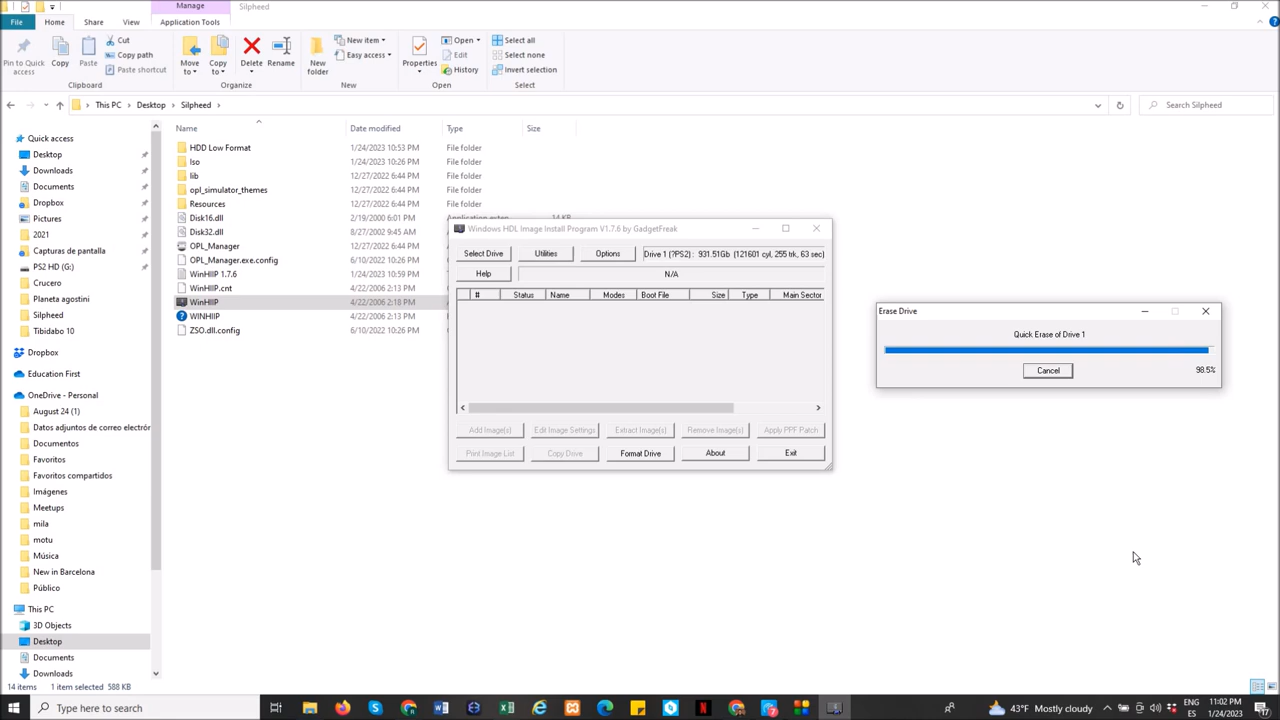 Manage
Silpheed
File
Home
Share
View
Application Tools
Pin to Quick access
Copy
Paste
Cut
Copy path
Paste shortcut
Clipboard
Move to
Copy to
Delete
Rename
Organize
New folder
New item
Easy access
New
Properties
Open
Edit
History
Open
Select all
Select none
Invert selection
Select
This PC > Desktop > Silpheed >
Search Silpheed
Name Date modified Type Size
Quick access
Desktop
Downloads
Documents
Dropbox
Pictures
2021
Capturas de pantalla
PS2 HD (G:)
Crucero
Planeta agostini
Silpheed
Tibidabo 10
Dropbox
Education First
OneDrive - Personal
August 24 (1)
Datos adjuntos de correo electrón
Documentos
Favoritos
Favoritos compartidos
Imágenes
Meetups
mila
motu
Música
New in Barcelona
Público
This PC
3D Objects
Desktop
Documents
Downloads
HDD Low Format 1/24/2023 10:53 PM File folder
Iso 1/24/2023 10:26 PM File folder
lib 12/27/2022 6:44 PM File folder
opl_simulator_themes 12/27/2022 6:44 PM File folder
Resources 12/27/2022 6:44 PM File folder
Disk16.dll 2/19/2000 6:01 PM Application exten 14 KB
Disk32.dll 8/27/2002 9:45 AM
OPL_Manager 12/27/2022 6:44 PM
OPL_Manager.exe.config 6/10/2022 10:26 PM
WinHIIP 1.7.6 1/24/2023 10:59 PM
WinHIIP.cnt 4/22/2006 2:13 PM
WinHIIP 4/22/2006 2:18 PM
WINHIIP 4/22/2006 2:13 PM
ZSO.dll.config 6/10/2022 10:26 PM
Windows HDL Image Install Program V1.7.6 by GadgetFreak
Select Drive Utilities Options Drive 1 (?PS2) : 931.51Gb (121601 cyl, 255 trk, 63 sec)
Help N/A
# Status Name Modes Boot File Size Type Main Sector
Add Image(s) Edit Image Settings Extract Image(s) Remove Image(s) Apply PPF Patch
Print Image List Copy Drive Format Drive About Exit
Erase Drive
Quick Erase of Drive 1
Cancel
98.5%
14 items 1 item selected 588 KB
Type here to search
43°F Mostly cloudy
ENG
ES
11:02 PM
1/24/2023